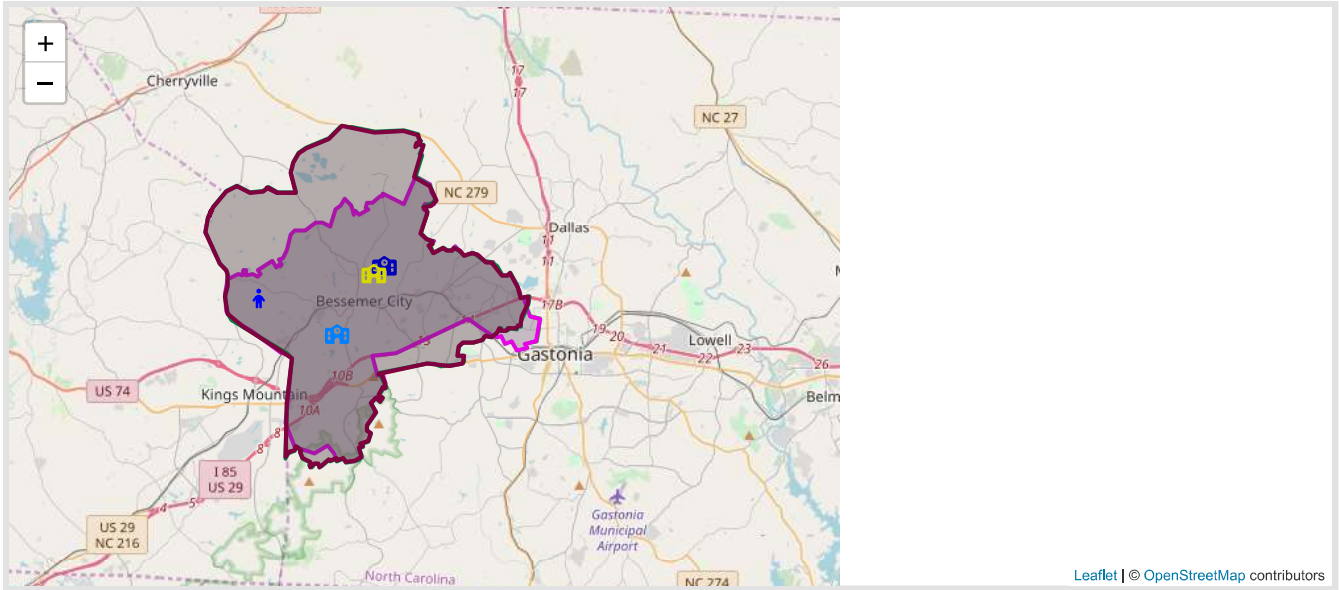 +
−
17
17
Cherryville
NC 27
NC 279
Dallas
11
11
Bessemer City
17B
13
19
20
21
22
23
26
Lowell
Gastonia
10B
US 74
Kings Mountain
10A
Belm
8
8
I 85
US 29
4
5
US 29
NC 216
Gastonia
Municipal
Airport
North Carolina
NC 274
Leaflet | © OpenStreetMap contributors